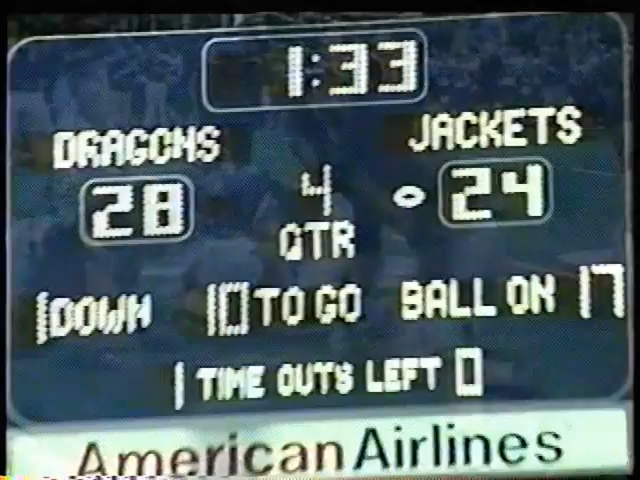 1:33
DRAGONS JACKETS
28 4 24
QTR
1 DOWN 10 TO GO BALL ON 17
1 TIME OUTS LEFT 0
American Airlines